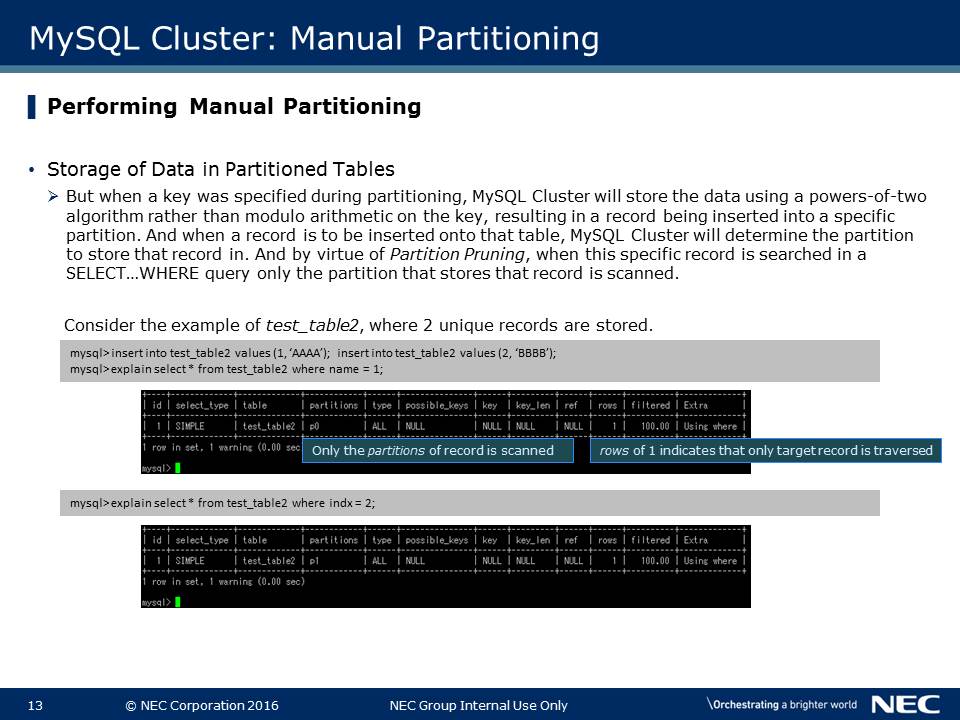 MySQL Cluster: Manual Partitioning
Performing Manual Partitioning
• Storage of Data in Partitioned Tables
➢ But when a key was specified during partitioning, MySQL Cluster will store the data using a powers-of-two
algorithm rather than modulo arithmetic on the key, resulting in a record being inserted into a specific
partition. And when a record is to be inserted onto that table, MySQL Cluster will determine the partition
to store that record in. And by virtue of Partition Pruning, when this specific record is searched in a
SELECT…WHERE query only the partition that stores that record is scanned.
Consider the example of test_table2, where 2 unique records are stored.
mysql>insert into test_table2 values (1, ‘AAAA’); insert into test_table2 values (2, ‘BBBB’);
mysql>explain select * from test_table2 where name = 1;
| id | select_type | table | partitions | type | possible_keys | key | key_len | ref | rows | filtered | Extra |
| 1 | SIMPLE | test_table2 | p0 | ALL | NULL | NULL | NULL | NULL | 1 | 100.00 | Using where |
1 row in set, 1 warning (0.00 sec
Only the partitions of record is scanned
rows of 1 indicates that only target record is traversed
mysql>
mysql>explain select * from test_table2 where indx = 2;
| id | select_type | table | partitions | type | possible_keys | key | key_len | ref | rows | filtered | Extra |
| 1 | SIMPLE | test_table2 | p1 | ALL | NULL | NULL | NULL | NULL | 1 | 100.00 | Using where |
1 row in set, 1 warning (0.00 sec)
mysql>
13 © NEC Corporation 2016 NEC Group Internal Use Only \Orchestrating a brighter world NEC